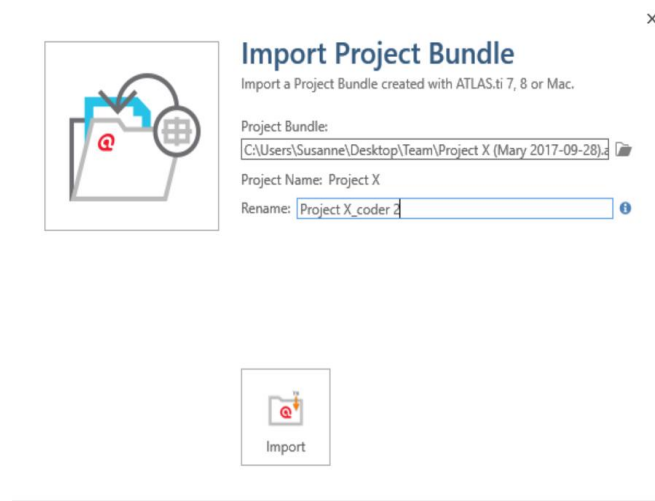 Import Project Bundle
Import a Project Bundle created with ATLAS.ti 7, 8 or Mac.
Project Bundle:
C:\Users\Susanne\Desktop\Team\Project X (Mary 2017-09-28).a
Project Name: Project X
Rename: Project X_coder 2
Import